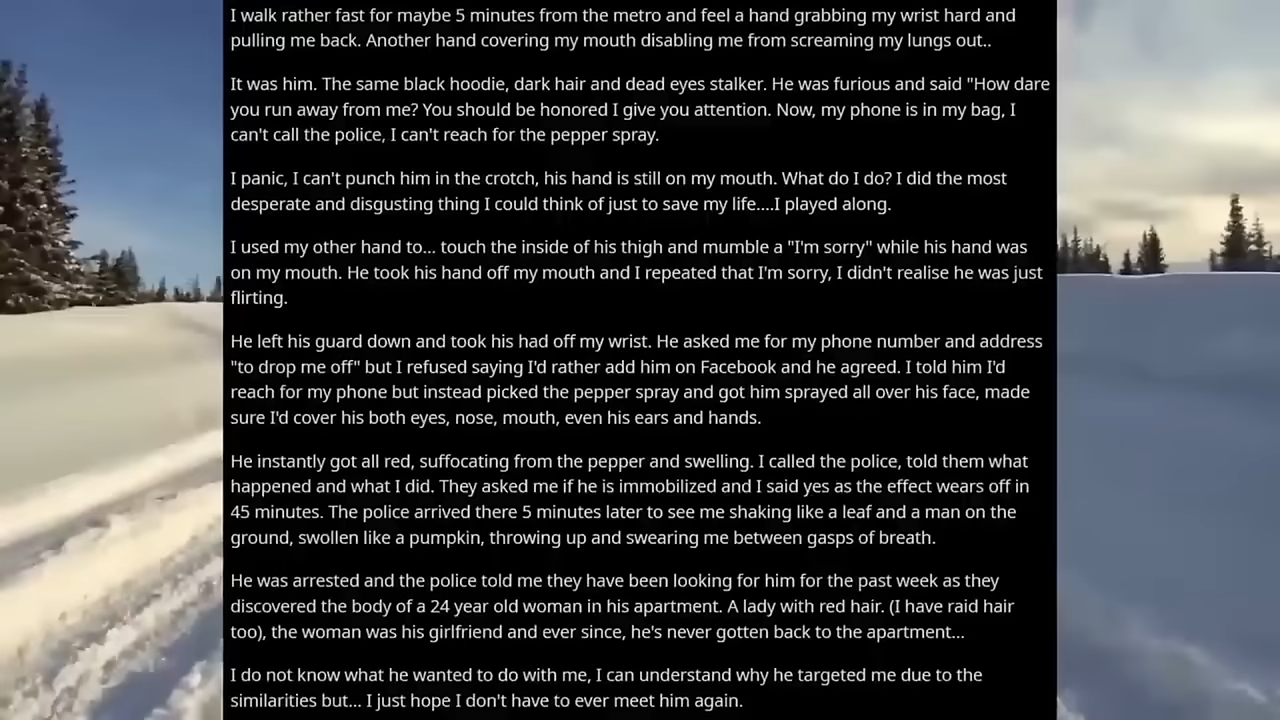 I walk rather fast for maybe 5 minutes from the metro and feel a hand grabbing my wrist hard and
pulling me back. Another hand covering my mouth disabling me from screaming my lungs out..
It was him. The same black hoodie, dark hair and dead eyes stalker. He was furious and said "How dare
you run away from me? You should be honored I give you attention. Now, my phone is in my bag, I
can't call the police, I can't reach for the pepper spray.
I panic, I can't punch him in the crotch, his hand is still on my mouth. What do I do? I did the most
desperate and disgusting thing I could think of just to save my life....I played along.
I used my other hand to... touch the inside of his thigh and mumble a "I'm sorry" while his hand was
on my mouth. He took his hand off my mouth and I repeated that I'm sorry, I didn't realise he was just
flirting.
He left his guard down and took his had off my wrist. He asked me for my phone number and address
"to drop me off" but I refused saying I'd rather add him on Facebook and he agreed. I told him I'd
reach for my phone but instead picked the pepper spray and got him sprayed all over his face, made
sure I'd cover his both eyes, nose, mouth, even his ears and hands.
He instantly got all red, suffocating from the pepper and swelling. I called the police, told them what
happened and what I did. They asked me if he is immobilized and I said yes as the effect wears off in
45 minutes. The police arrived there 5 minutes later to see me shaking like a leaf and a man on the
ground, swollen like a pumpkin, throwing up and swearing me between gasps of breath.
He was arrested and the police told me they have been looking for him for the past week as they
discovered the body of a 24 year old woman in his apartment. A lady with red hair. (I have raid hair
too), the woman was his girlfriend and ever since, he's never gotten back to the apartment...
I do not know what he wanted to do with me, I can understand why he targeted me due to the
similarities but... I just hope I don't have to ever meet him again.